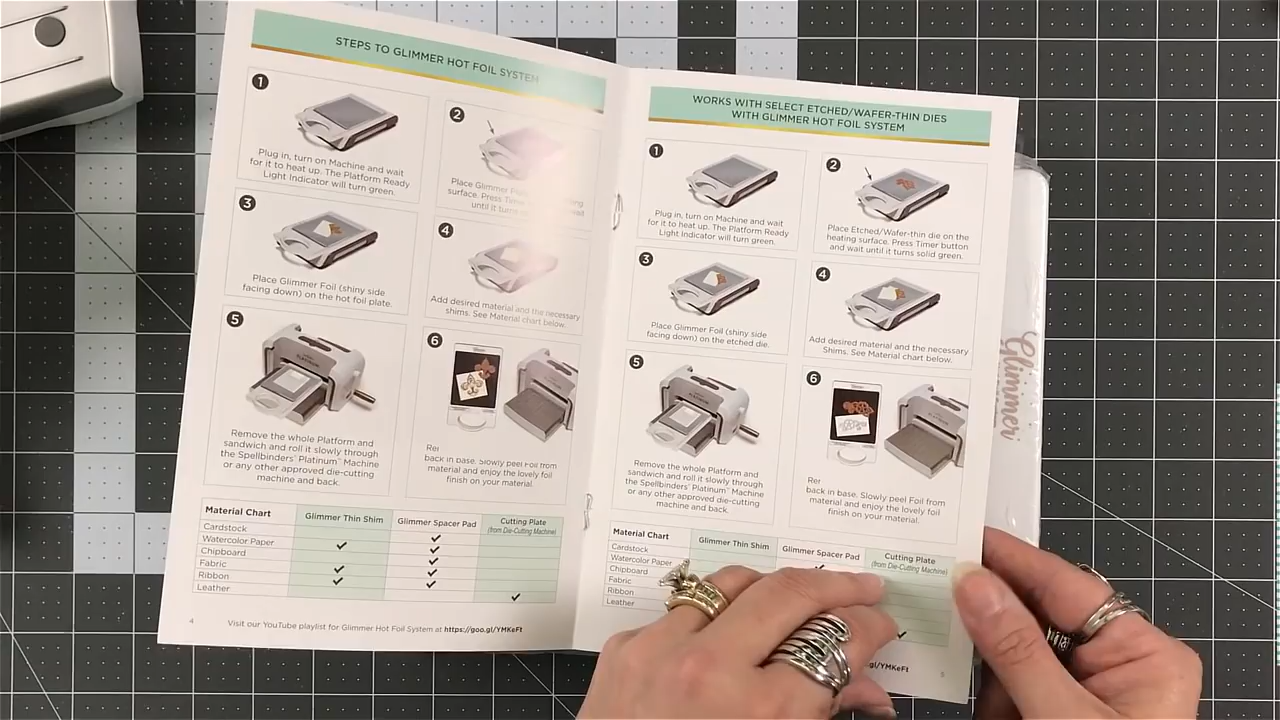 STEPS TO GLIMMER HOT FOIL SYSTEM
1
Plug in, turn on Machine and wait
for it to heat up. The Platform Ready
Light Indicator will turn green.
2
Place Glimmer
surface. Press
until it
3
Place Glimmer Foil (shiny side
facing down) on the hot foil plate.
4
Add desired material and the necessary
shims. See Material chart below.
5
Remove the whole Platform and
sandwich and roll it slowly through
the Spellbinders® Platinum™ Machine
or any other approved die-cutting
machine and back.
6
Rer
back in base. Slowly peel Foil from
material and enjoy the lovely foil
finish on your material.
Material Chart Glimmer Thin Shim Glimmer Spacer Pad Cutting Plate
(from Die-Cutting Machine)
Cardstock
Watercolor Paper
Chipboard
Fabric
Ribbon
Leather
4 Visit our YouTube playlist for Glimmer Hot Foil System at https://goo.gl/YMKeFt
WORKS WITH SELECT ETCHED/WAFER-THIN DIES
WITH GLIMMER HOT FOIL SYSTEM
1
Plug in, turn on Machine and wait
for it to heat up. The Platform Ready
Light Indicator will turn green.
2
Place Etched/Wafer-thin die on the
heating surface. Press Timer button
and wait until it turns solid green.
3
Place Glimmer Foil (shiny side
facing down) on the etched die.
4
Add desired material and the necessary
Shims. See Material chart below.
5
Remove the whole Platform and
sandwich and roll it slowly through
the Spellbinders® Platinum™ Machine
or any other approved die-cutting
machine and back.
6
Rer
back in base. Slowly peel Foil from
material and enjoy the lovely foil
finish on your material.
Material Chart Glimmer Thin Shim Glimmer Spacer Pad Cutting Plate
(from Die-Cutting Machine)
Cardstock
Watercolor Paper
Chipboard
Fabric
Ribbon
Leather
gl/YMKeFt
5
Glimmer